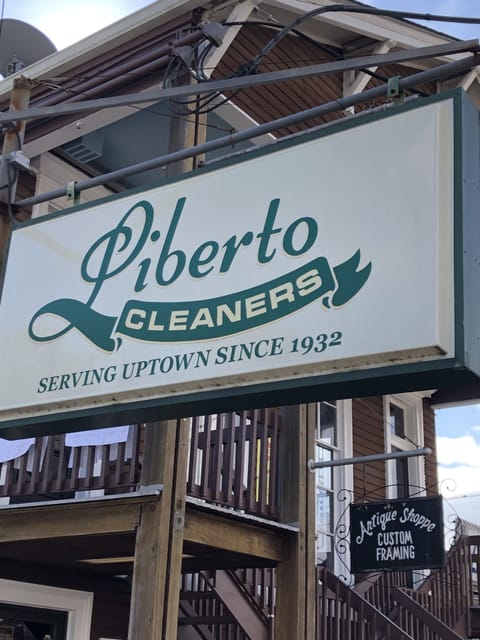 Liberto
CLEANERS
SERVING UPTOWN SINCE 1932
Antique Shoppe
CUSTOM
FRAMING